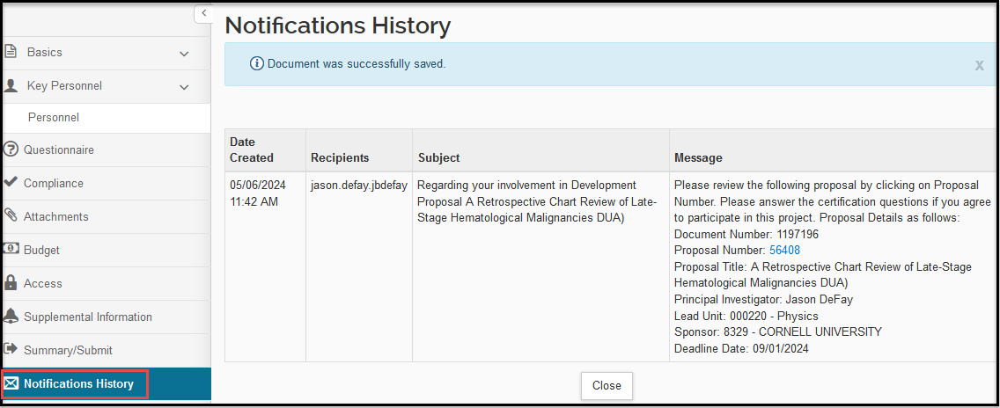 Basics
Key Personnel
Personnel
Questionnaire
Compliance
Attachments
Budget
Access
Supplemental Information
Summary/Submit
Notifications History
Notifications History
Document was successfully saved.
x
Date
Created
Recipients
Subject
Message
05/06/2024
11:42 AM
jason.defay.jbdefay
Regarding your involvement in Development
Proposal A Retrospective Chart Review of Late-
Stage Hematological Malignancies DUA)
Please review the following proposal by clicking on Proposal
Number. Please answer the certification questions if you agree
to participate in this project. Proposal Details as follows:
Document Number: 1197196
Proposal Number: 56408
Proposal Title: A Retrospective Chart Review of Late-Stage
Hematological Malignancies DUA)
Principal Investigator: Jason DeFay
Lead Unit: 000220 - Physics
Sponsor: 8329 - CORNELL UNIVERSITY
Deadline Date: 09/01/2024
Close